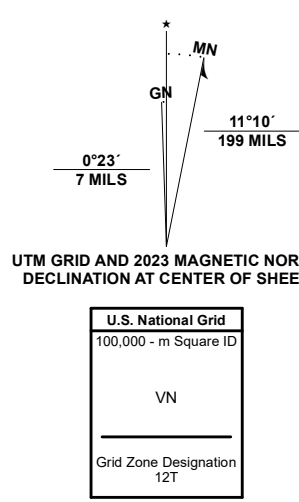 ★
MN
GN
11°10´
199 MILS
0°23´
7 MILS
UTM GRID AND 2023 MAGNETIC NOR
DECLINATION AT CENTER OF SHEE
U.S. National Grid
100,000 - m Square ID
VN
Grid Zone Designation
12T